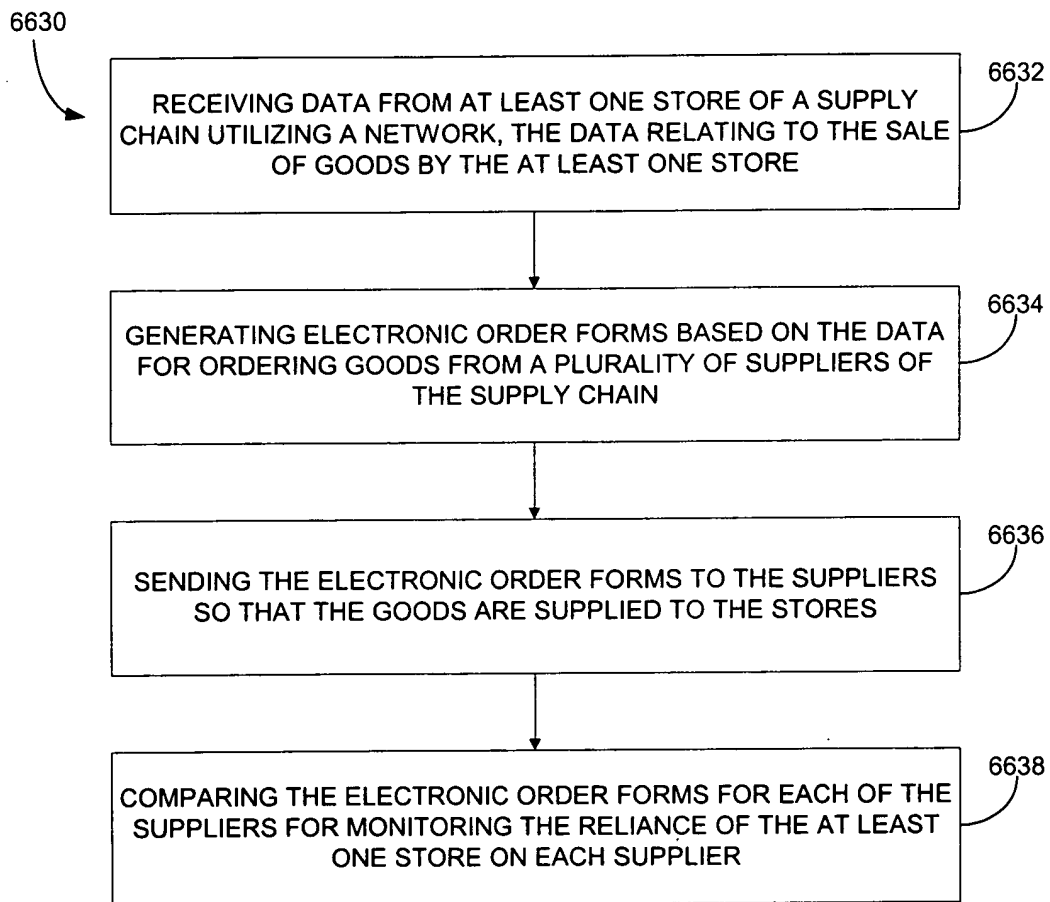 6630
RECEIVING DATA FROM AT LEAST ONE STORE OF A SUPPLY
CHAIN UTILIZING A NETWORK, THE DATA RELATING TO THE SALE
OF GOODS BY THE AT LEAST ONE STORE
6632
GENERATING ELECTRONIC ORDER FORMS BASED ON THE DATA
FOR ORDERING GOODS FROM A PLURALITY OF SUPPLIERS OF
THE SUPPLY CHAIN
6634
SENDING THE ELECTRONIC ORDER FORMS TO THE SUPPLIERS
SO THAT THE GOODS ARE SUPPLIED TO THE STORES
6636
COMPARING THE ELECTRONIC ORDER FORMS FOR EACH OF THE
SUPPLIERS FOR MONITORING THE RELIANCE OF THE AT LEAST
ONE STORE ON EACH SUPPLIER
6638